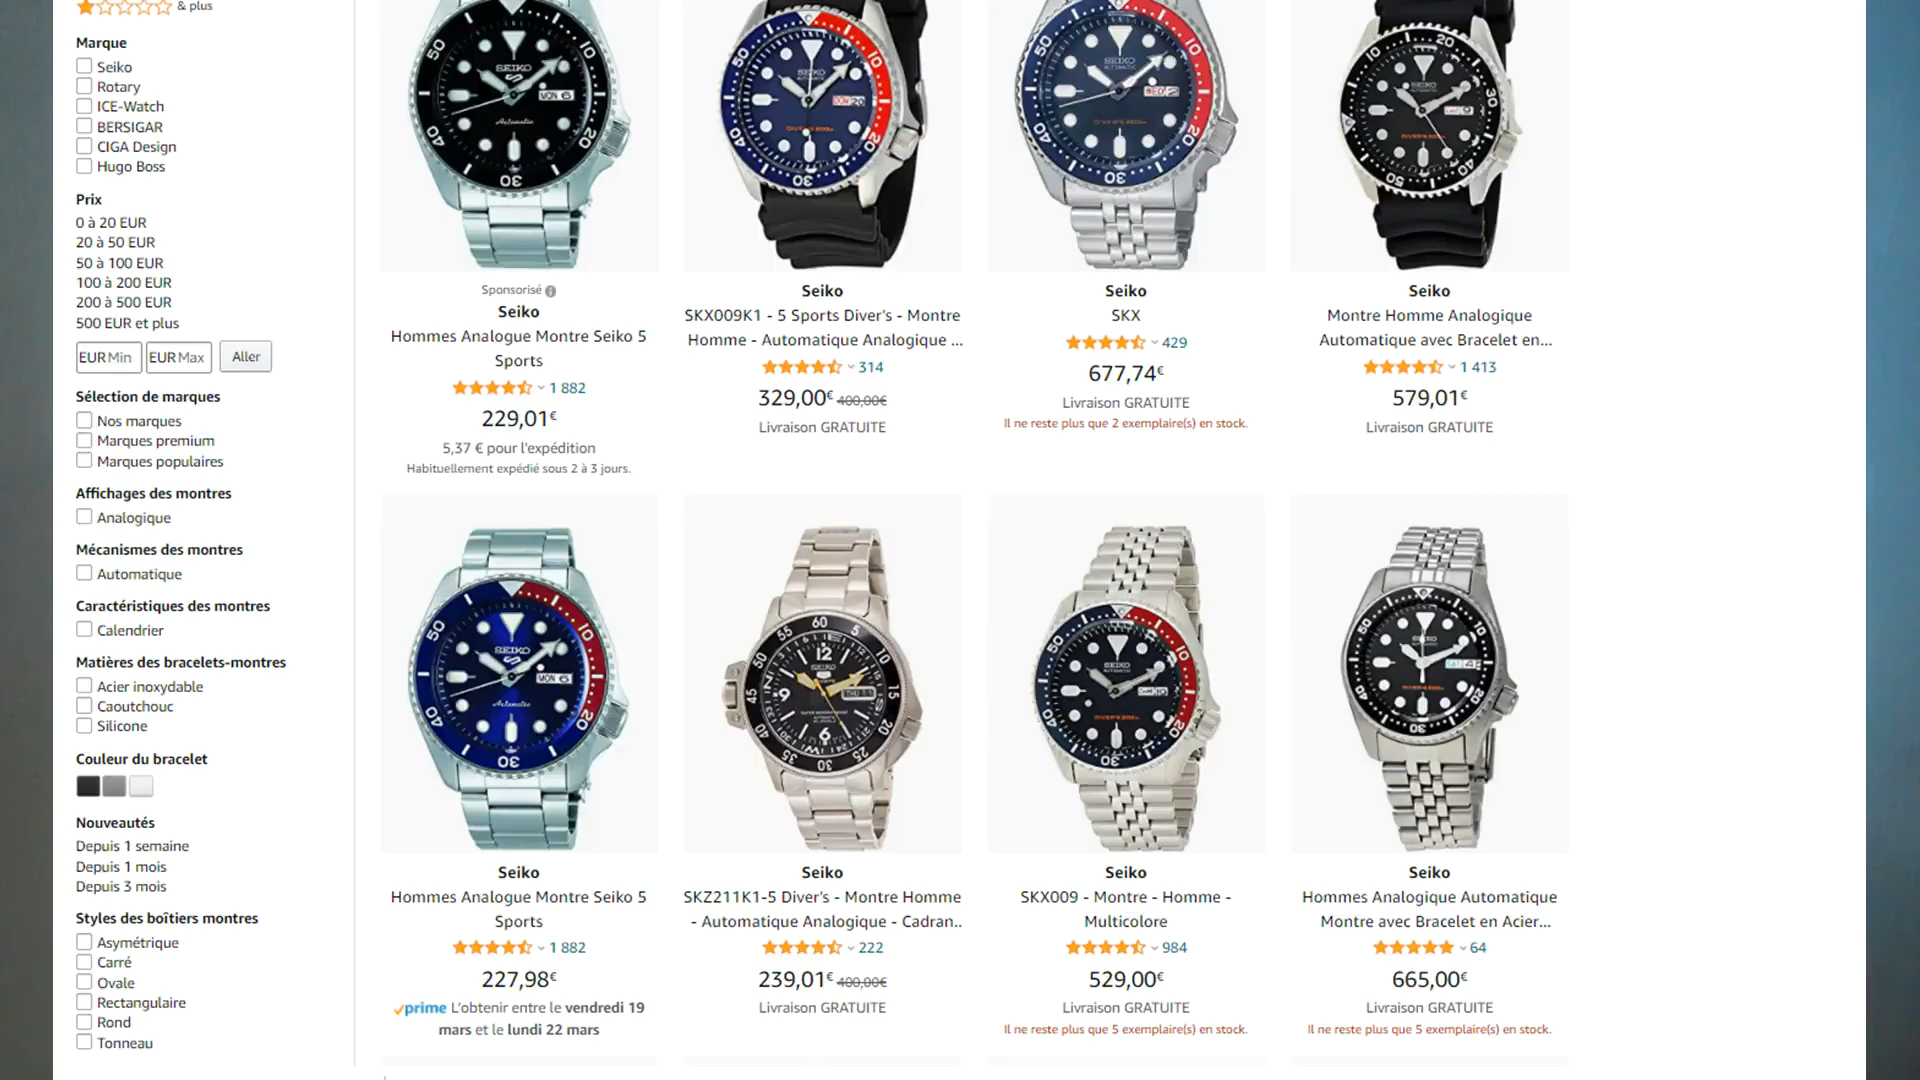 & plus
Marque
Seiko
Rotary
ICE-Watch
BERSIGAR
CIGA Design
Hugo Boss
Prix
0 à 20 EUR
20 à 50 EUR
50 à 100 EUR
100 à 200 EUR
200 à 500 EUR
500 EUR et plus
EUR Min EUR Max Aller
Sélection de marques
Nos marques
Marques premium
Marques populaires
Affichages des montres
Analogique
Mécanismes des montres
Automatique
Caractéristiques des montres
Calendrier
Matières des bracelets-montres
Acier inoxydable
Caoutchouc
Silicone
Couleur du bracelet
Nouveautés
Depuis 1 semaine
Depuis 1 mois
Depuis 3 mois
Styles des boîtiers montres
Asymétrique
Carré
Ovale
Rectangulaire
Rond
Tonneau
Sponsorisé
Seiko
Hommes Analogue Montre Seiko 5
Sports
1 882
229,01€
5,37 € pour l'expédition
Habituellement expédié sous 2 à 3 jours.
Seiko
SKX009K1 - 5 Sports Diver's - Montre
Homme - Automatique Analogique ...
314
329,00€ 400,00€
Livraison GRATUITE
Seiko
SKX
429
677,74€
Livraison GRATUITE
Il ne reste plus que 2 exemplaire(s) en stock.
Seiko
Montre Homme Analogique
Automatique avec Bracelet en...
1 413
579,01€
Livraison GRATUITE
Seiko
Hommes Analogue Montre Seiko 5
Sports
1 882
227,98€
prime L'obtenir entre le vendredi 19
mars et le lundi 22 mars
Seiko
SKZ211K1-5 Diver's - Montre Homme
- Automatique Analogique - Cadran..
222
239,01€ 400,00€
Livraison GRATUITE
Seiko
SKX009 - Montre - Homme -
Multicolore
984
529,00€
Livraison GRATUITE
Il ne reste plus que 5 exemplaire(s) en stock.
Seiko
Hommes Analogique Automatique
Montre avec Bracelet en Acier...
64
665,00€
Livraison GRATUITE
Il ne reste plus que 5 exemplaire(s) en stock.